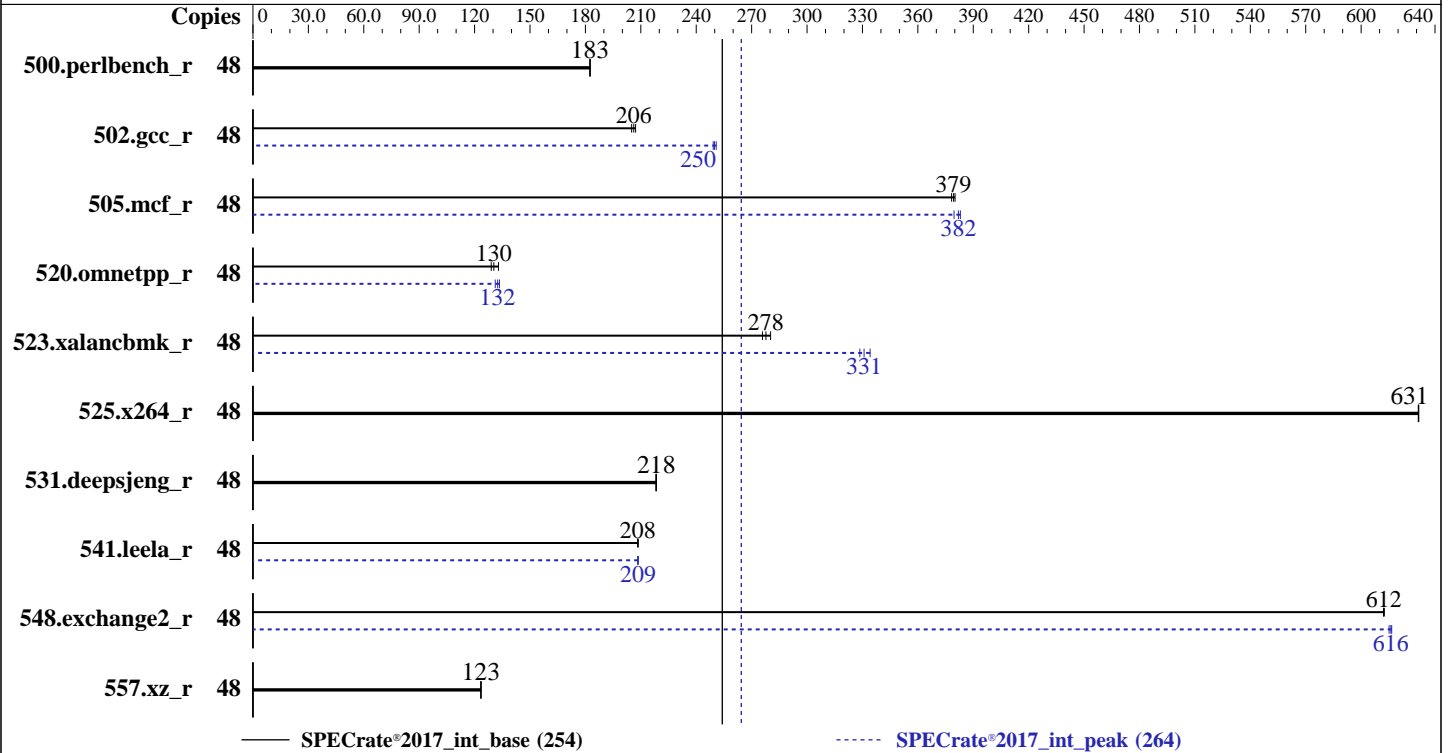 Copies 0 30.0 60.0 90.0 120 150 180 210 240 270 300 330 360 390 420 450 480 510 540 570 600 640
183
500.perlbench_r 48
206
502.gcc_r 48
250
379
505.mcf_r 48
382
130
520.omnetpp_r 48
132
278
523.xalancbmk_r 48
331
631
525.x264_r 48
218
531.deepsjeng_r 48
208
541.leela_r 48
209
612
548.exchange2_r 48
616
123
557.xz_r 48
SPECrate®2017_int_base (254) SPECrate®2017_int_peak (264)